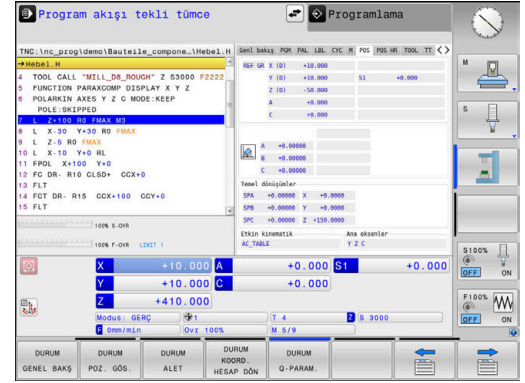 Program akışı tekli tümce
Programlama
TNC:\nc_prog\demo\Bauteile_compone…\Hebel.H
→Hebel.H
4 TOOL CALL "MILL_D8_ROUGH" Z S3000 F2222
5 FUNCTION PARAXCOMP DISPLAY X Y Z
6 POLARKIN AXES Y Z C MODE:KEEP
POLE:SKIPPED
7 L Z+100 R0 FMAX M3
8 L X-30 Y+30 R0 FMAX
9 L Z-5 R0 FMAX
10 L X-10 Y+0 RL
11 FPOL X+100 Y+0
12 FC DR- R10 CLSD+ CCX+0
13 FLT
14 FCT DR- R15 CCX+100 CCY+0
15 FLT
100% S-OVR
100% F-OVR LIMIT 1
Genl bakış PGM PAL LBL CYC M POS POS HR TOOL TT
REF GR X (D) +10.000
Y (D) +10.000 S1 +0.000
Z (D) -50.000
A +0.000
C +0.000
A +0.00000
B +0.00000
C +0.00000
Temel dönüşümler
SPA +0.00000 X +0.0000
SPB +0.00000 Y +0.0000
SPC +0.00000 Z +150.0000
Etkin kinematik Ana eksenler
AC_TABLE Y Z C
X +10.000 A +0.000 S1 +0.000
Y +10.000 C +0.000
Z +410.000
Modus: GERÇ 1 T 4 Z S 3000
F 0mm/min Ovr 100% M 5/9
M
S
S100%
OFF ON
F100%
OFF ON
DURUM GENEL BAKŞ
DURUM POZ. GÖS.
DURUM ALET
DURUM KOORD. HESAP DÖN
DURUM Q-PARAM.